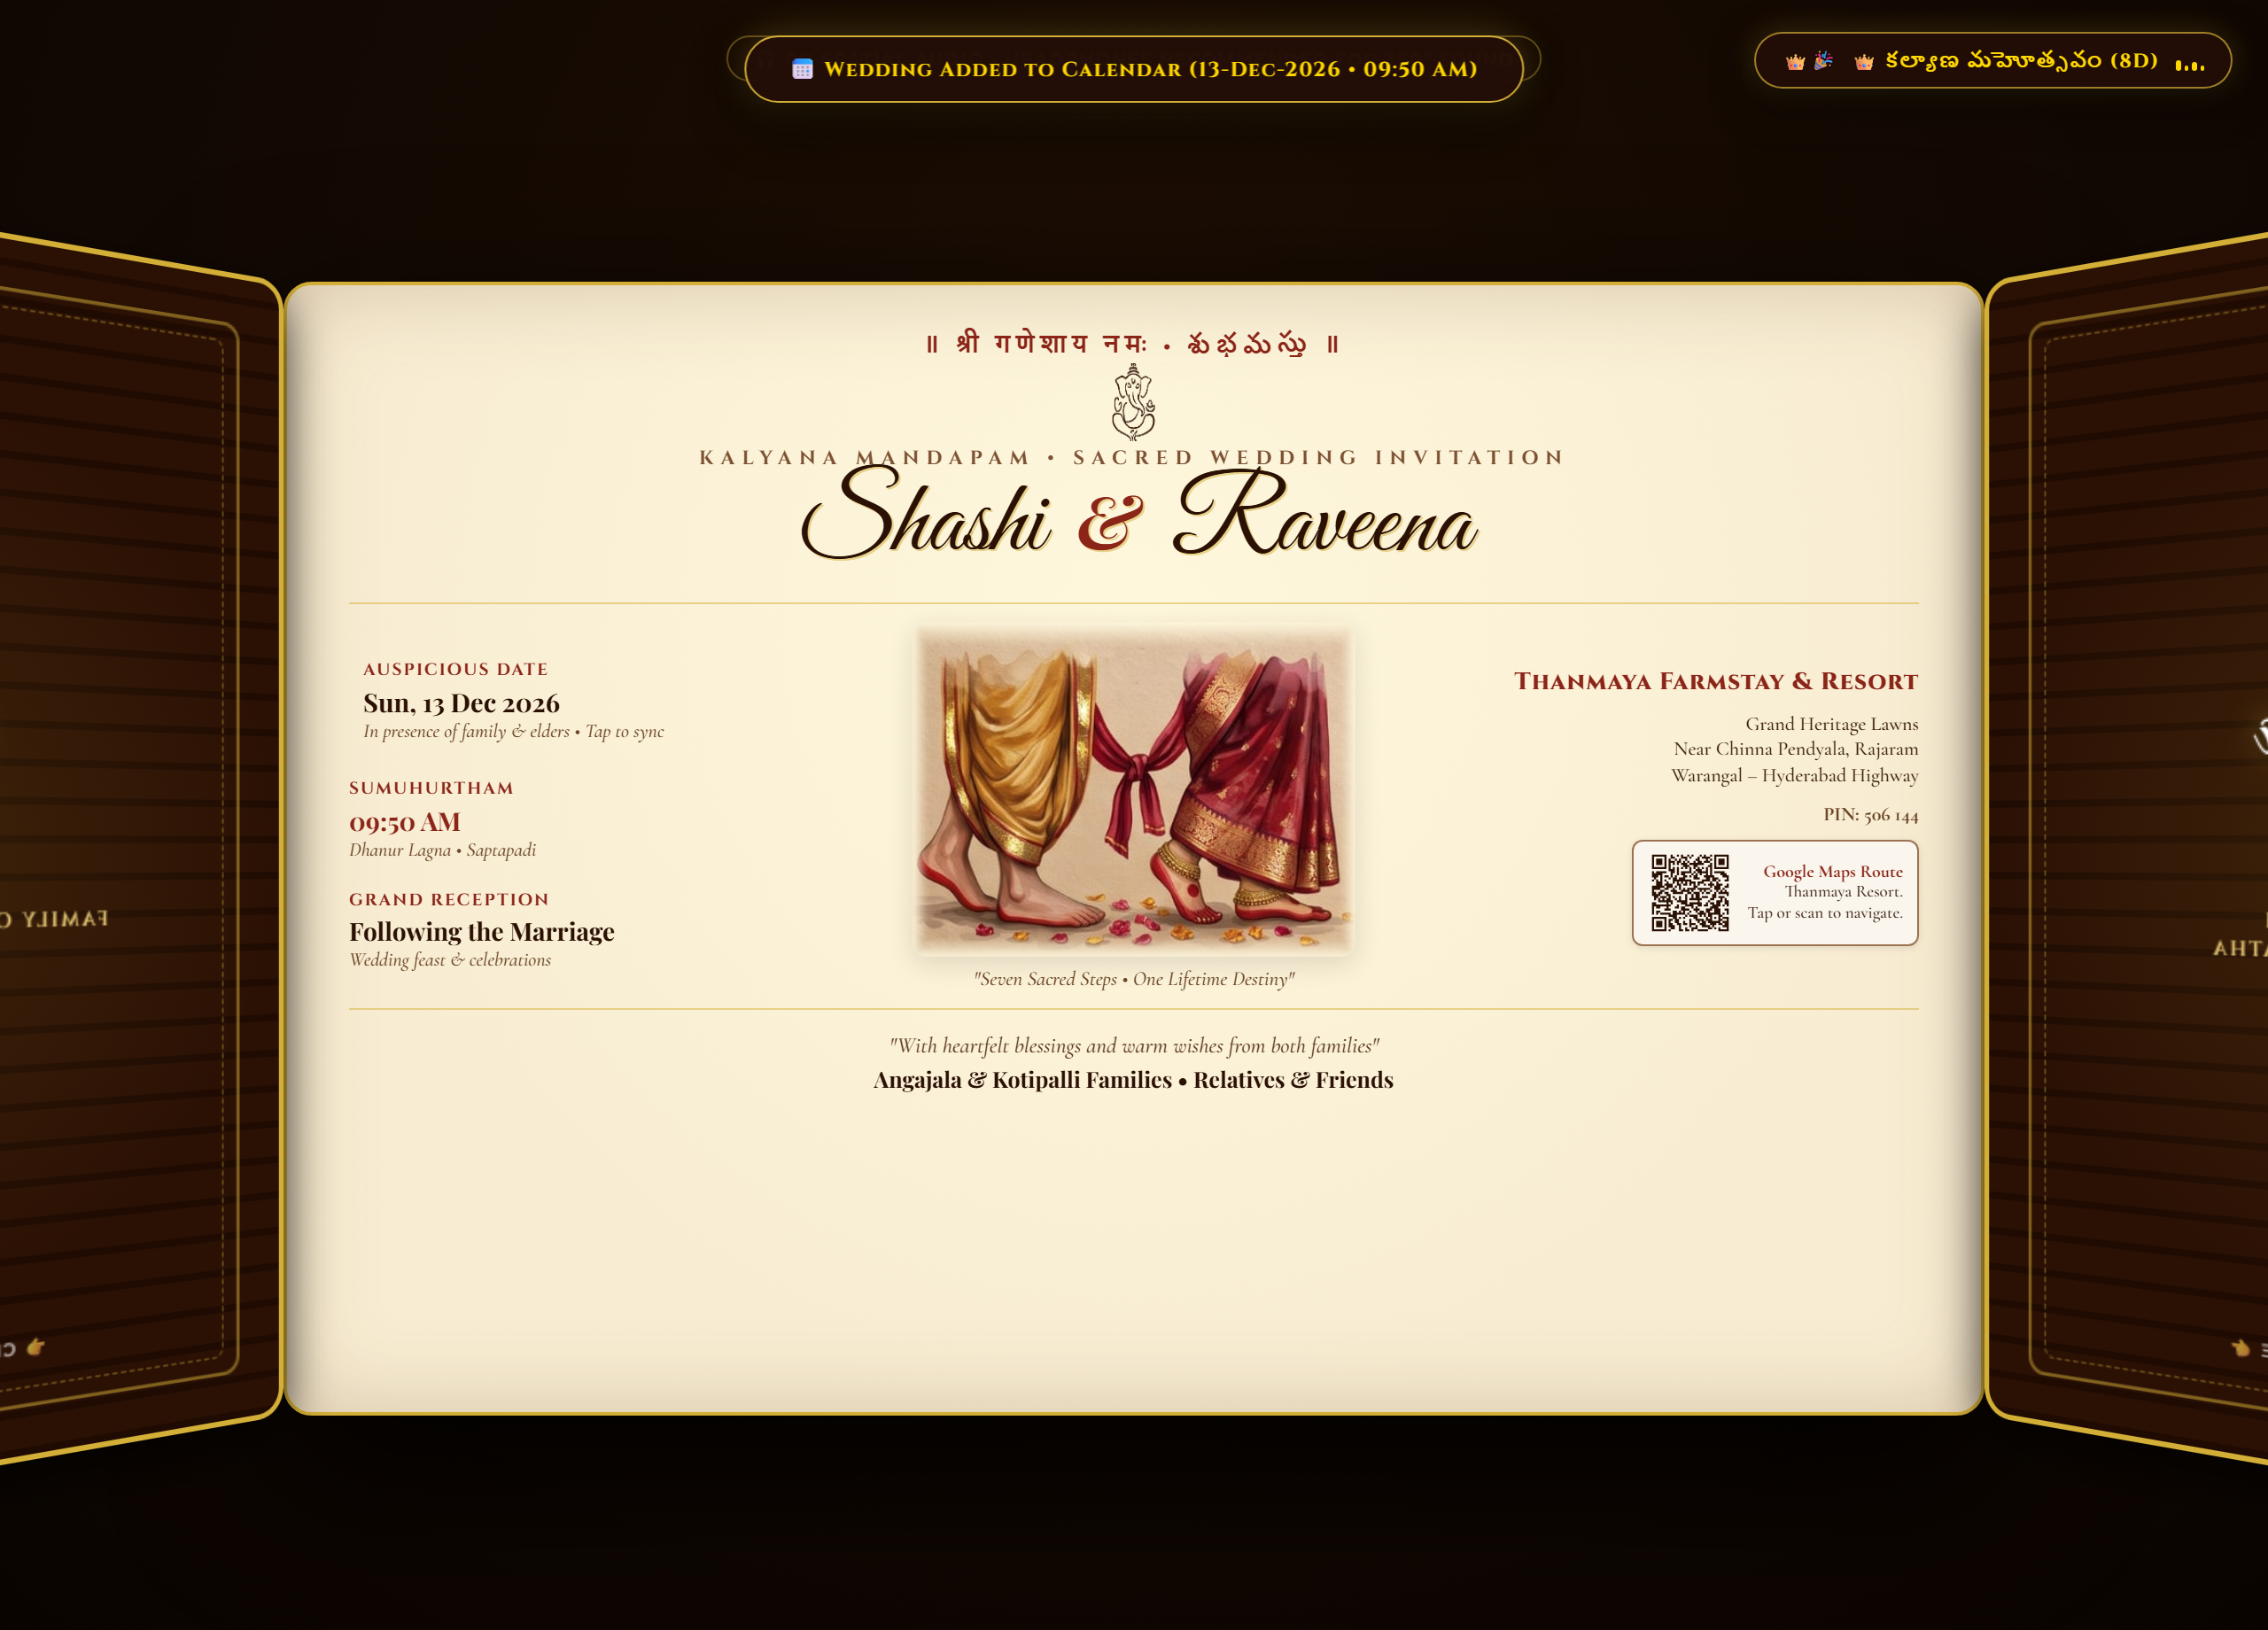 Wedding Added to Calendar (13-Dec-2026 • 09:50 AM)
కల్యాణ మహోత్సవం (8D)
॥ श्री गणेशाय नमः • శుభమస్తు ॥
KALYANA MANDAPAM • SACRED WEDDING INVITATION
Shashi & Raveena
AUSPICIOUS DATE
Sun, 13 Dec 2026
In presence of family & elders • Tap to sync
SUMUHURTHAM
09:50 AM
Dhanur Lagna • Saptapadi
GRAND RECEPTION
Following the Marriage
Wedding feast & celebrations
"Seven Sacred Steps • One Lifetime Destiny"
Thanmaya Farmstay & Resort
Grand Heritage Lawns
Near Chinna Pendyala, Rajaram
Warangal – Hyderabad Highway
PIN: 506 144
Google Maps Route
Thanmaya Resort.
Tap or scan to navigate.
"With heartfelt blessings and warm wishes from both families"
Angajala & Kotipalli Families • Relatives & Friends
FAMILY